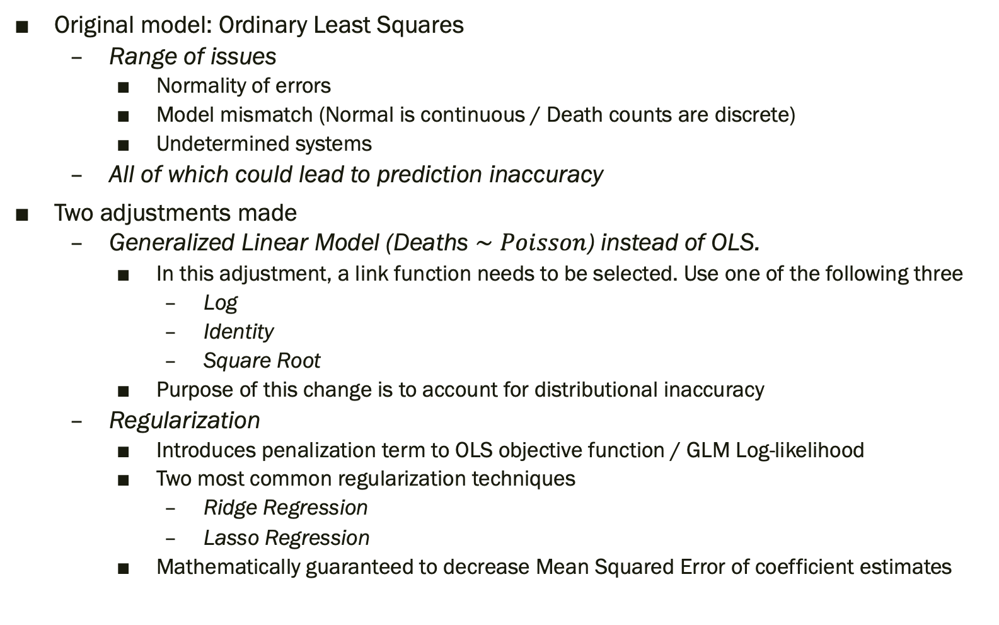 ■ Original model: Ordinary Least Squares
– Range of issues
■ Normality of errors
■ Model mismatch (Normal is continuous / Death counts are discrete)
■ Undetermined systems
– All of which could lead to prediction inaccuracy
■ Two adjustments made
– Generalized Linear Model (Deaths ~ Poisson) instead of OLS.
■ In this adjustment, a link function needs to be selected. Use one of the following three
– Log
– Identity
– Square Root
■ Purpose of this change is to account for distributional inaccuracy
– Regularization
■ Introduces penalization term to OLS objective function / GLM Log-likelihood
■ Two most common regularization techniques
– Ridge Regression
– Lasso Regression
■ Mathematically guaranteed to decrease Mean Squared Error of coefficient estimates